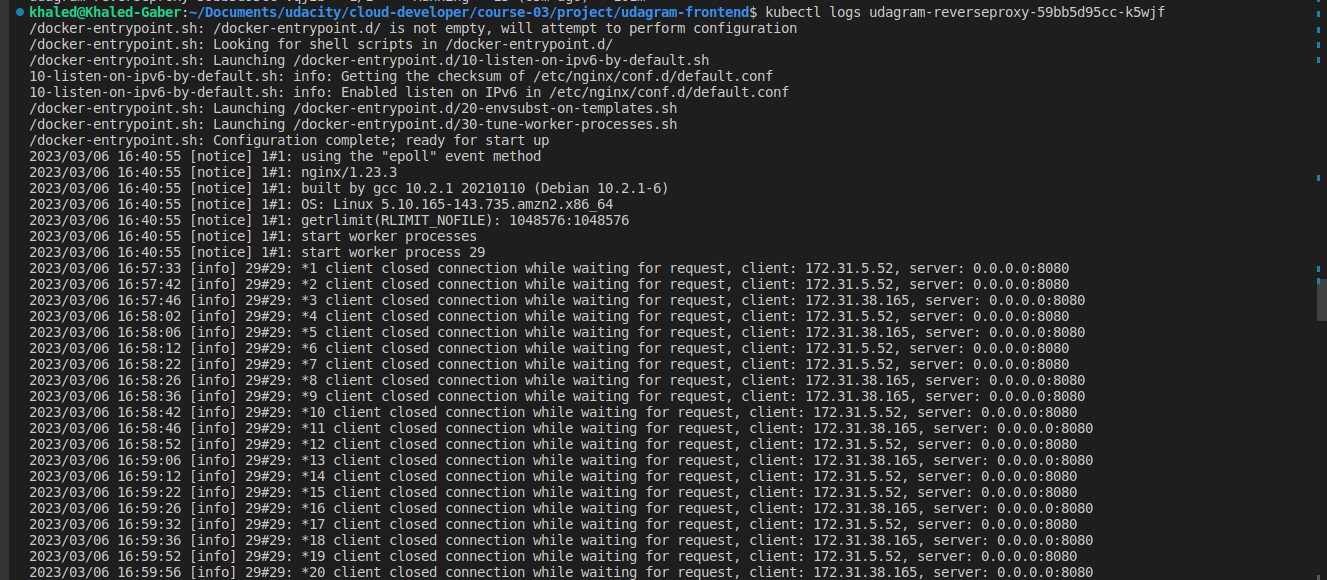 khaled@Khaled-Gaber:~/Documents/udacity/cloud-developer/course-03/project/udagram-frontend$ kubectl logs udagram-reverseproxy-59bb5d95cc-k5wjf
/docker-entrypoint.sh: /docker-entrypoint.d/ is not empty, will attempt to perform configuration
/docker-entrypoint.sh: Looking for shell scripts in /docker-entrypoint.d/
/docker-entrypoint.sh: Launching /docker-entrypoint.d/10-listen-on-ipv6-by-default.sh
10-listen-on-ipv6-by-default.sh: info: Getting the checksum of /etc/nginx/conf.d/default.conf
10-listen-on-ipv6-by-default.sh: info: Enabled listen on IPv6 in /etc/nginx/conf.d/default.conf
/docker-entrypoint.sh: Launching /docker-entrypoint.d/20-envsubst-on-templates.sh
/docker-entrypoint.sh: Launching /docker-entrypoint.d/30-tune-worker-processes.sh
/docker-entrypoint.sh: Configuration complete; ready for start up
2023/03/06 16:40:55 [notice] 1#1: using the "epoll" event method
2023/03/06 16:40:55 [notice] 1#1: nginx/1.23.3
2023/03/06 16:40:55 [notice] 1#1: built by gcc 10.2.1 20210110 (Debian 10.2.1-6)
2023/03/06 16:40:55 [notice] 1#1: OS: Linux 5.10.165-143.735.amzn2.x86_64
2023/03/06 16:40:55 [notice] 1#1: getrlimit(RLIMIT_NOFILE): 1048576:1048576
2023/03/06 16:40:55 [notice] 1#1: start worker processes
2023/03/06 16:40:55 [notice] 1#1: start worker process 29
2023/03/06 16:57:33 [info] 29#29: *1 client closed connection while waiting for request, client: 172.31.5.52, server: 0.0.0.0:8080
2023/03/06 16:57:42 [info] 29#29: *2 client closed connection while waiting for request, client: 172.31.5.52, server: 0.0.0.0:8080
2023/03/06 16:57:46 [info] 29#29: *3 client closed connection while waiting for request, client: 172.31.38.165, server: 0.0.0.0:8080
2023/03/06 16:58:02 [info] 29#29: *4 client closed connection while waiting for request, client: 172.31.5.52, server: 0.0.0.0:8080
2023/03/06 16:58:06 [info] 29#29: *5 client closed connection while waiting for request, client: 172.31.38.165, server: 0.0.0.0:8080
2023/03/06 16:58:12 [info] 29#29: *6 client closed connection while waiting for request, client: 172.31.5.52, server: 0.0.0.0:8080
2023/03/06 16:58:22 [info] 29#29: *7 client closed connection while waiting for request, client: 172.31.5.52, server: 0.0.0.0:8080
2023/03/06 16:58:26 [info] 29#29: *8 client closed connection while waiting for request, client: 172.31.38.165, server: 0.0.0.0:8080
2023/03/06 16:58:36 [info] 29#29: *9 client closed connection while waiting for request, client: 172.31.38.165, server: 0.0.0.0:8080
2023/03/06 16:58:42 [info] 29#29: *10 client closed connection while waiting for request, client: 172.31.5.52, server: 0.0.0.0:8080
2023/03/06 16:58:46 [info] 29#29: *11 client closed connection while waiting for request, client: 172.31.38.165, server: 0.0.0.0:8080
2023/03/06 16:58:52 [info] 29#29: *12 client closed connection while waiting for request, client: 172.31.5.52, server: 0.0.0.0:8080
2023/03/06 16:59:06 [info] 29#29: *13 client closed connection while waiting for request, client: 172.31.38.165, server: 0.0.0.0:8080
2023/03/06 16:59:12 [info] 29#29: *14 client closed connection while waiting for request, client: 172.31.5.52, server: 0.0.0.0:8080
2023/03/06 16:59:22 [info] 29#29: *15 client closed connection while waiting for request, client: 172.31.5.52, server: 0.0.0.0:8080
2023/03/06 16:59:26 [info] 29#29: *16 client closed connection while waiting for request, client: 172.31.38.165, server: 0.0.0.0:8080
2023/03/06 16:59:32 [info] 29#29: *17 client closed connection while waiting for request, client: 172.31.5.52, server: 0.0.0.0:8080
2023/03/06 16:59:36 [info] 29#29: *18 client closed connection while waiting for request, client: 172.31.38.165, server: 0.0.0.0:8080
2023/03/06 16:59:52 [info] 29#29: *19 client closed connection while waiting for request, client: 172.31.5.52, server: 0.0.0.0:8080
2023/03/06 16:59:56 [info] 29#29: *20 client closed connection while waiting for request, client: 172.31.38.165, server: 0.0.0.0:8080